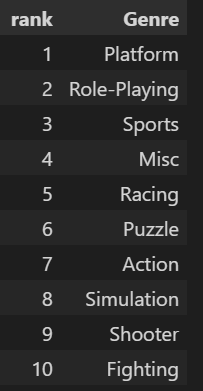 rank Genre
1 Platform
2 Role-Playing
3 Sports
4 Misc
5 Racing
6 Puzzle
7 Action
8 Simulation
9 Shooter
10 Fighting